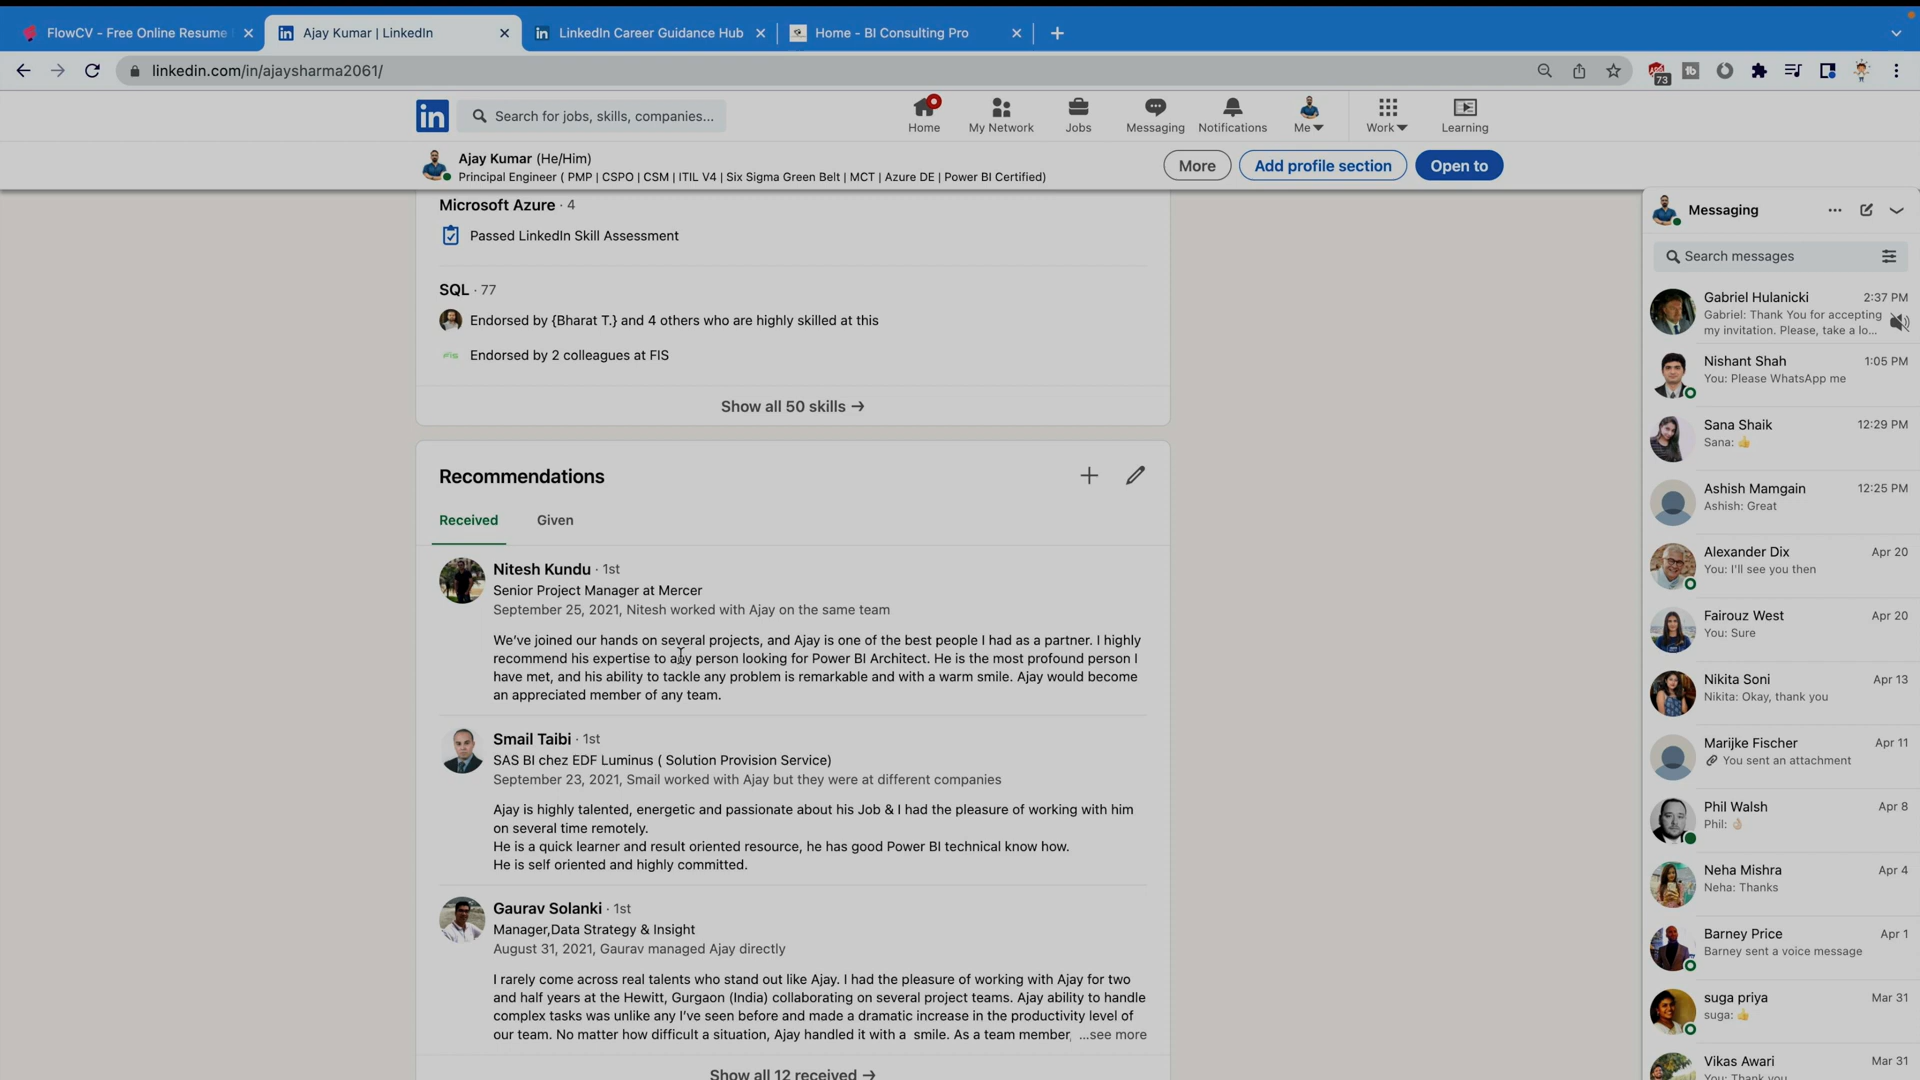 FlowCV - Free Online Resume
Ajay Kumar | LinkedIn
LinkedIn Career Guidance Hub
Home - BI Consulting Pro
linkedin.com/in/ajaysharma2061/
73
in
Search for jobs, skills, companies...
Home
My Network
Jobs
Messaging
Notifications
Me
Work
Learning
Ajay Kumar (He/Him)
Principal Engineer ( PMP | CSPO | CSM | ITIL V4 | Six Sigma Green Belt | MCT | Azure DE | Power BI Certified)
More
Add profile section
Open to
Microsoft Azure · 4
Passed LinkedIn Skill Assessment
SQL · 77
Endorsed by {Bharat T.} and 4 others who are highly skilled at this
Endorsed by 2 colleagues at FIS
Show all 50 skills →
Recommendations
Received
Given
Nitesh Kundu · 1st
Senior Project Manager at Mercer
September 25, 2021, Nitesh worked with Ajay on the same team
We've joined our hands on several projects, and Ajay is one of the best people I had as a partner. I highly
recommend his expertise to any person looking for Power BI Architect. He is the most profound person I
have met, and his ability to tackle any problem is remarkable and with a warm smile. Ajay would become
an appreciated member of any team.
Smail Taibi · 1st
SAS BI chez EDF Luminus ( Solution Provision Service)
September 23, 2021, Smail worked with Ajay but they were at different companies
Ajay is highly talented, energetic and passionate about his Job & I had the pleasure of working with him
on several time remotely.
He is a quick learner and result oriented resource, he has good Power BI technical know how.
He is self oriented and highly committed.
Gaurav Solanki · 1st
Manager,Data Strategy & Insight
August 31, 2021, Gaurav managed Ajay directly
I rarely come across real talents who stand out like Ajay. I had the pleasure of working with Ajay for two
and half years at the Hewitt, Gurgaon (India) collaborating on several project teams. Ajay ability to handle
complex tasks was unlike any I've seen before and made a dramatic increase in the productivity level of
our team. No matter how difficult a situation, Ajay handled it with a smile. As a team member, ...see more
Show all 12 received →
Messaging
Search messages
Gabriel Hulanicki 2:37 PM
Gabriel: Thank You for accepting
my invitation. Please, take a lo...
Nishant Shah 1:05 PM
You: Please WhatsApp me
Sana Shaik 12:29 PM
Sana: 👍
Ashish Mamgain 12:25 PM
Ashish: Great
Alexander Dix Apr 20
You: I'll see you then
Fairouz West Apr 20
You: Sure
Nikita Soni Apr 13
Nikita: Okay, thank you
Marijke Fischer Apr 11
You sent an attachment
Phil Walsh Apr 8
Phil: 👌🏻
Neha Mishra Apr 4
Neha: Thanks
Barney Price Apr 1
Barney sent a voice message
suga priya Mar 31
suga: 👍
Vikas Awari Mar 31
You: Thank you